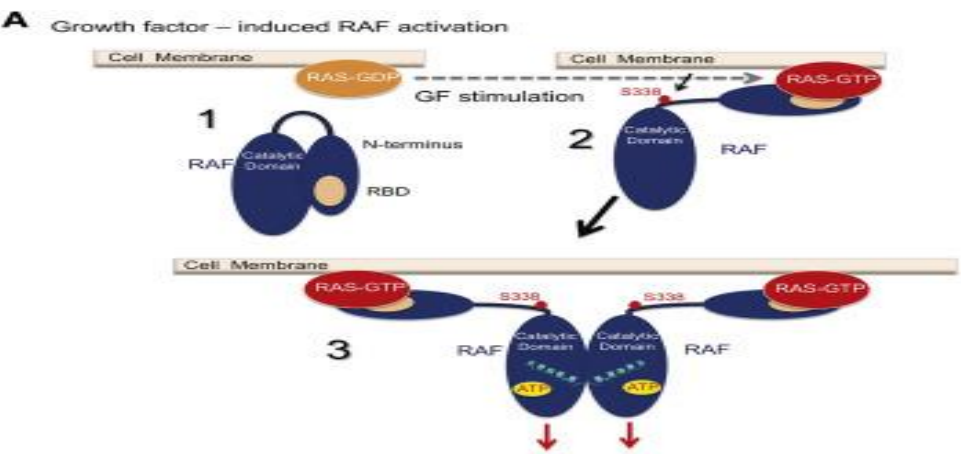 A Growth factor – induced RAF activation
Cell Membrane
RAS-GDP
GF stimulation
Cell Membrane
RAS-GTP
S338
1
RAF
Catalytic
Domain
N-terminus
RBD
2
Catalytic
Domain
RAF
Cell Membrane
RAS-GTP
S338
S338
RAS-GTP
3
RAF
Catalytic
Domain
Catalytic
Domain
RAF
ATP
ATP